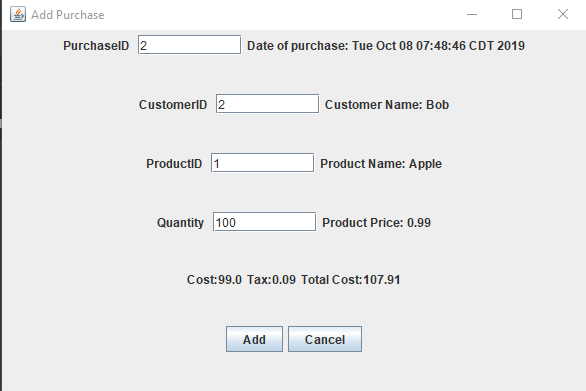 Add Purchase
PurchaseID 2 Date of purchase: Tue Oct 08 07:48:46 CDT 2019
CustomerID 2 Customer Name: Bob
ProductID 1 Product Name: Apple
Quantity 100 Product Price: 0.99
Cost:99.0 Tax:0.09 Total Cost:107.91
Add Cancel